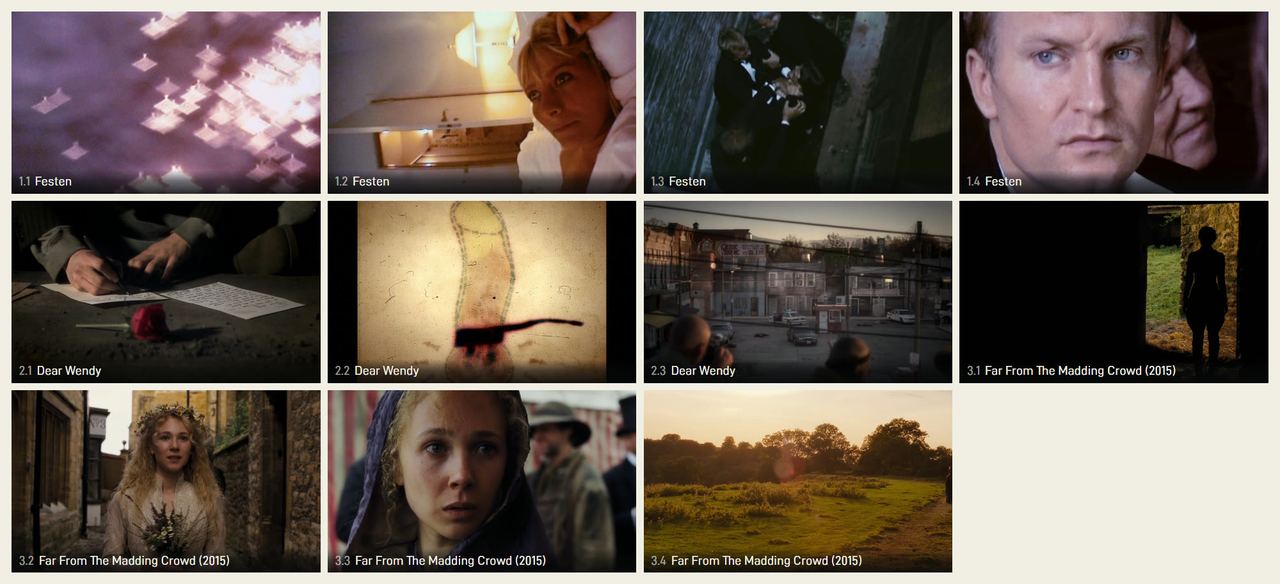 1.1 Festen
1.2 Festen
1.3 Festen
1.4 Festen
2.1 Dear Wendy
2.2 Dear Wendy
2.3 Dear Wendy
3.1 Far From The Madding Crowd (2015)
3.2 Far From The Madding Crowd (2015)
3.3 Far From The Madding Crowd (2015)
3.4 Far From The Madding Crowd (2015)